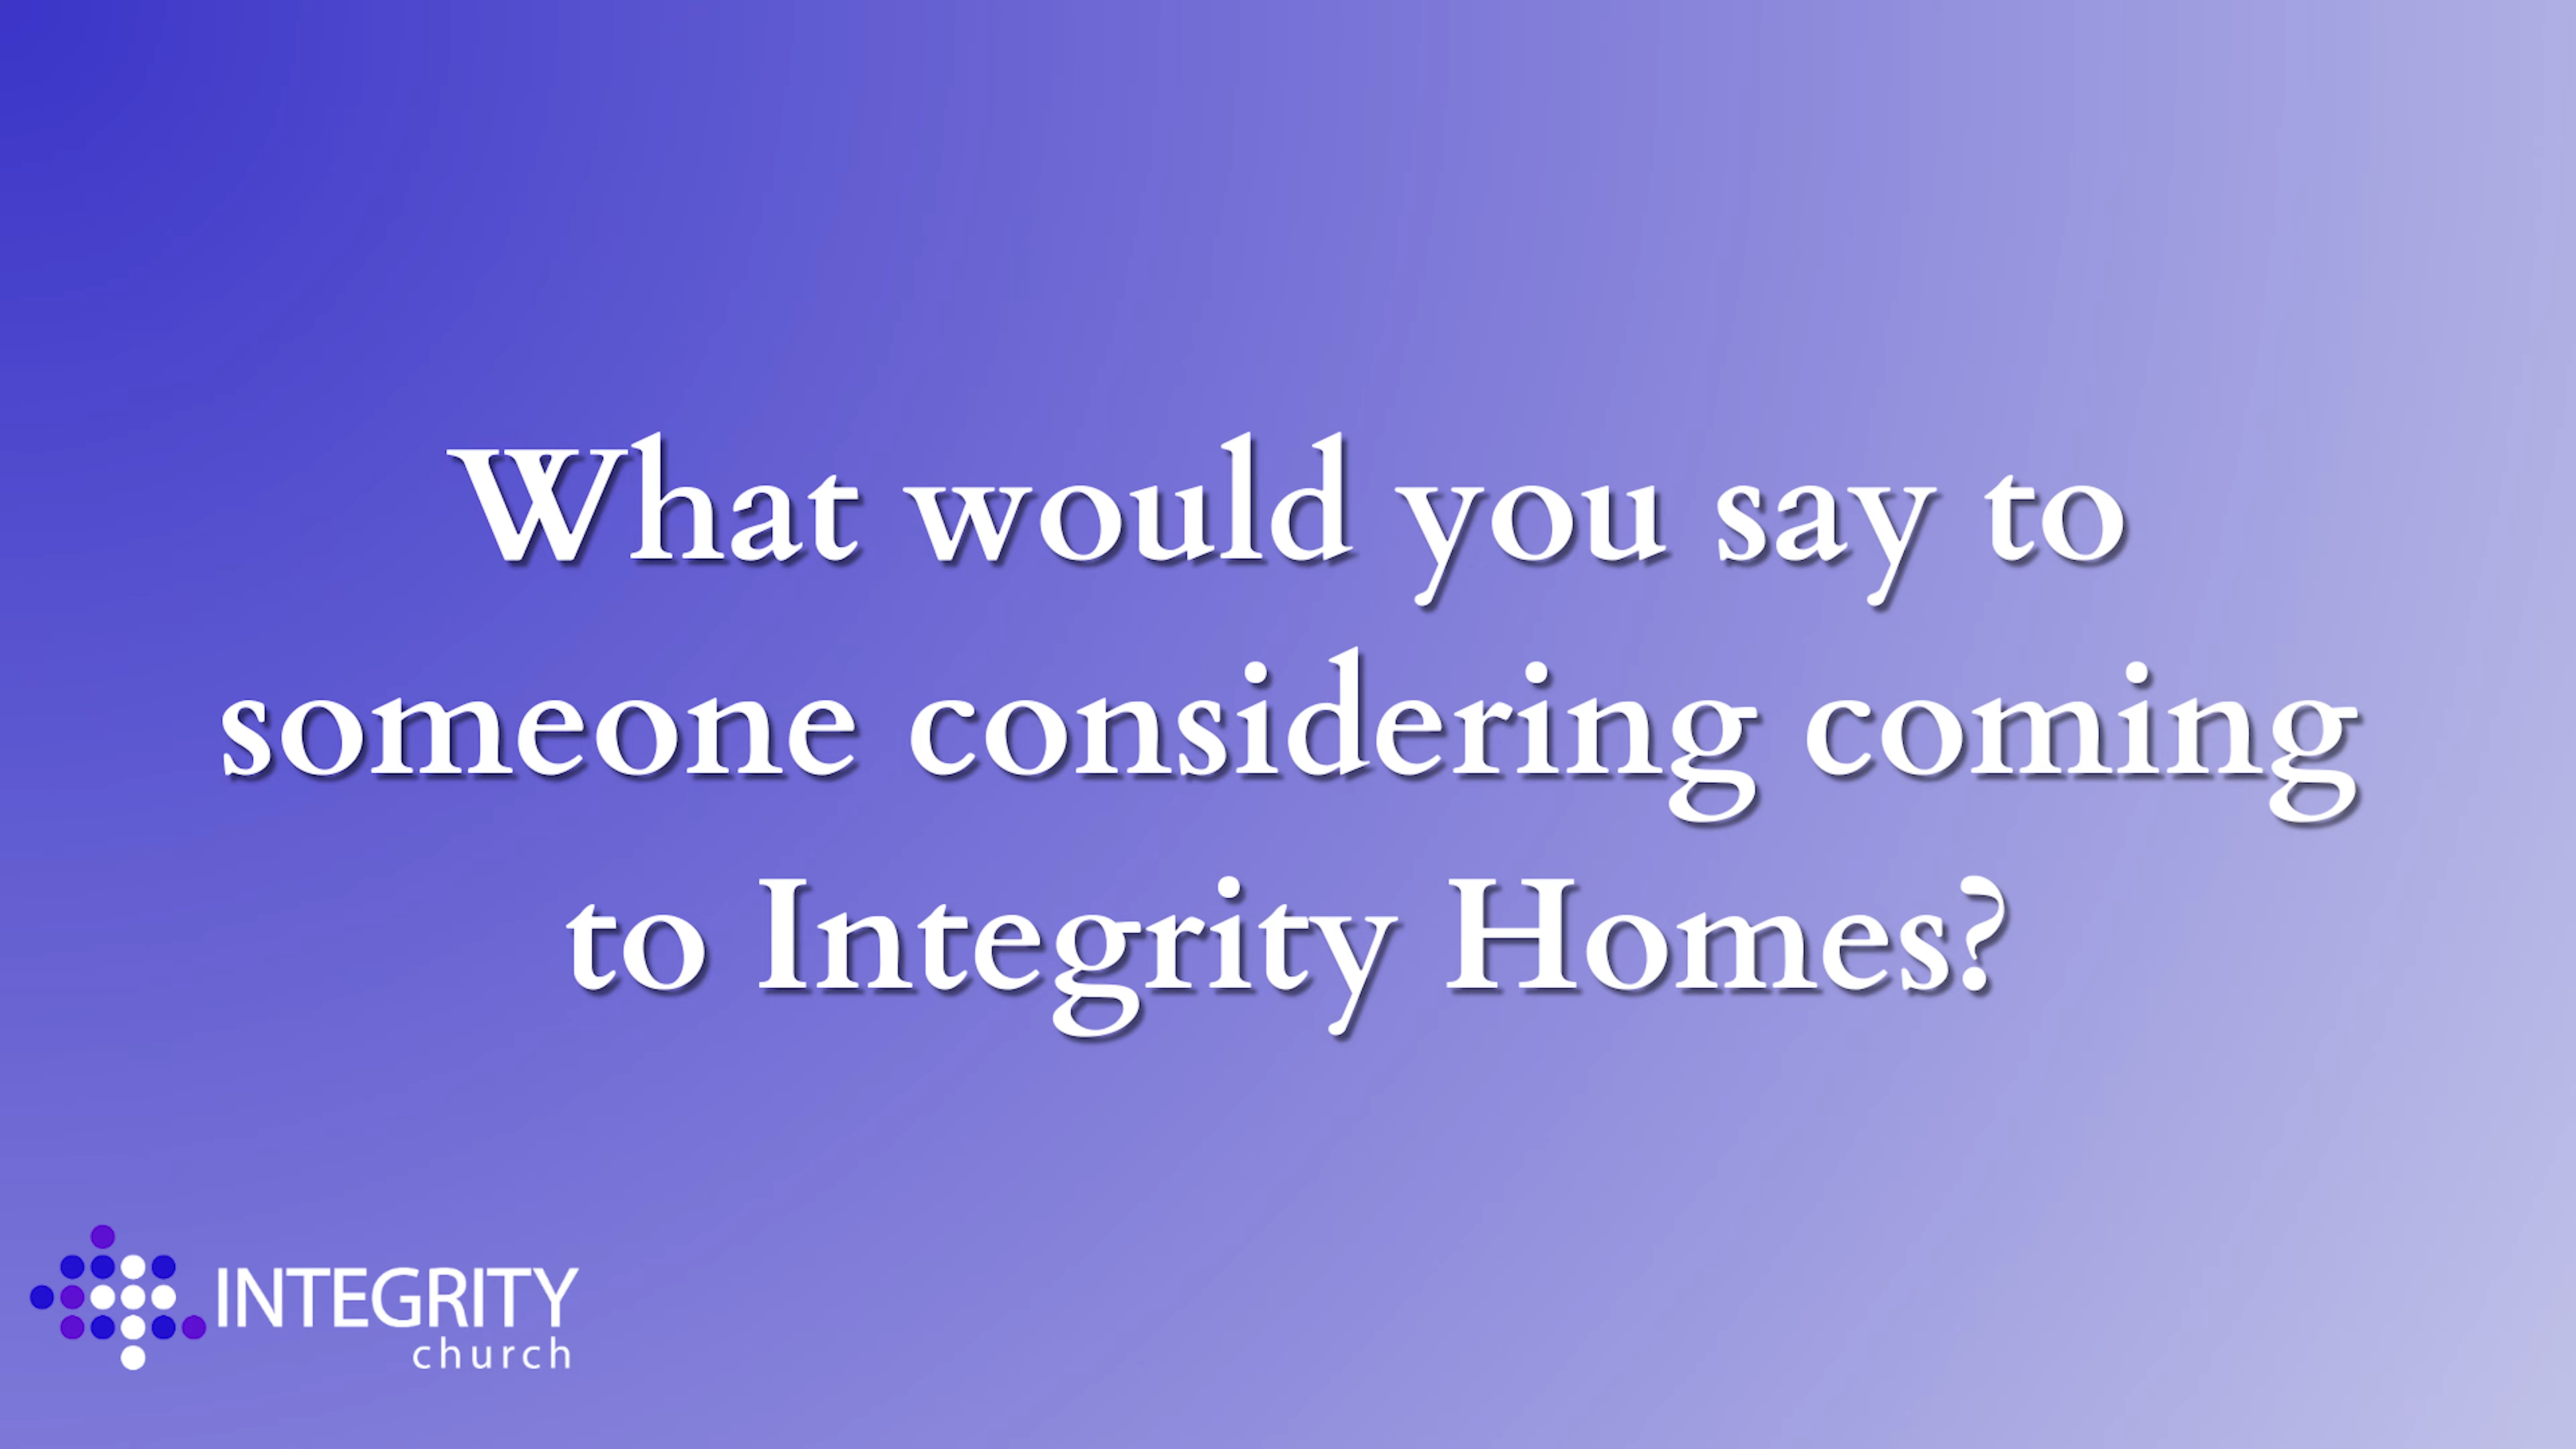 What would you say to
someone considering coming
to Integrity Homes?
INTEGRITY
church